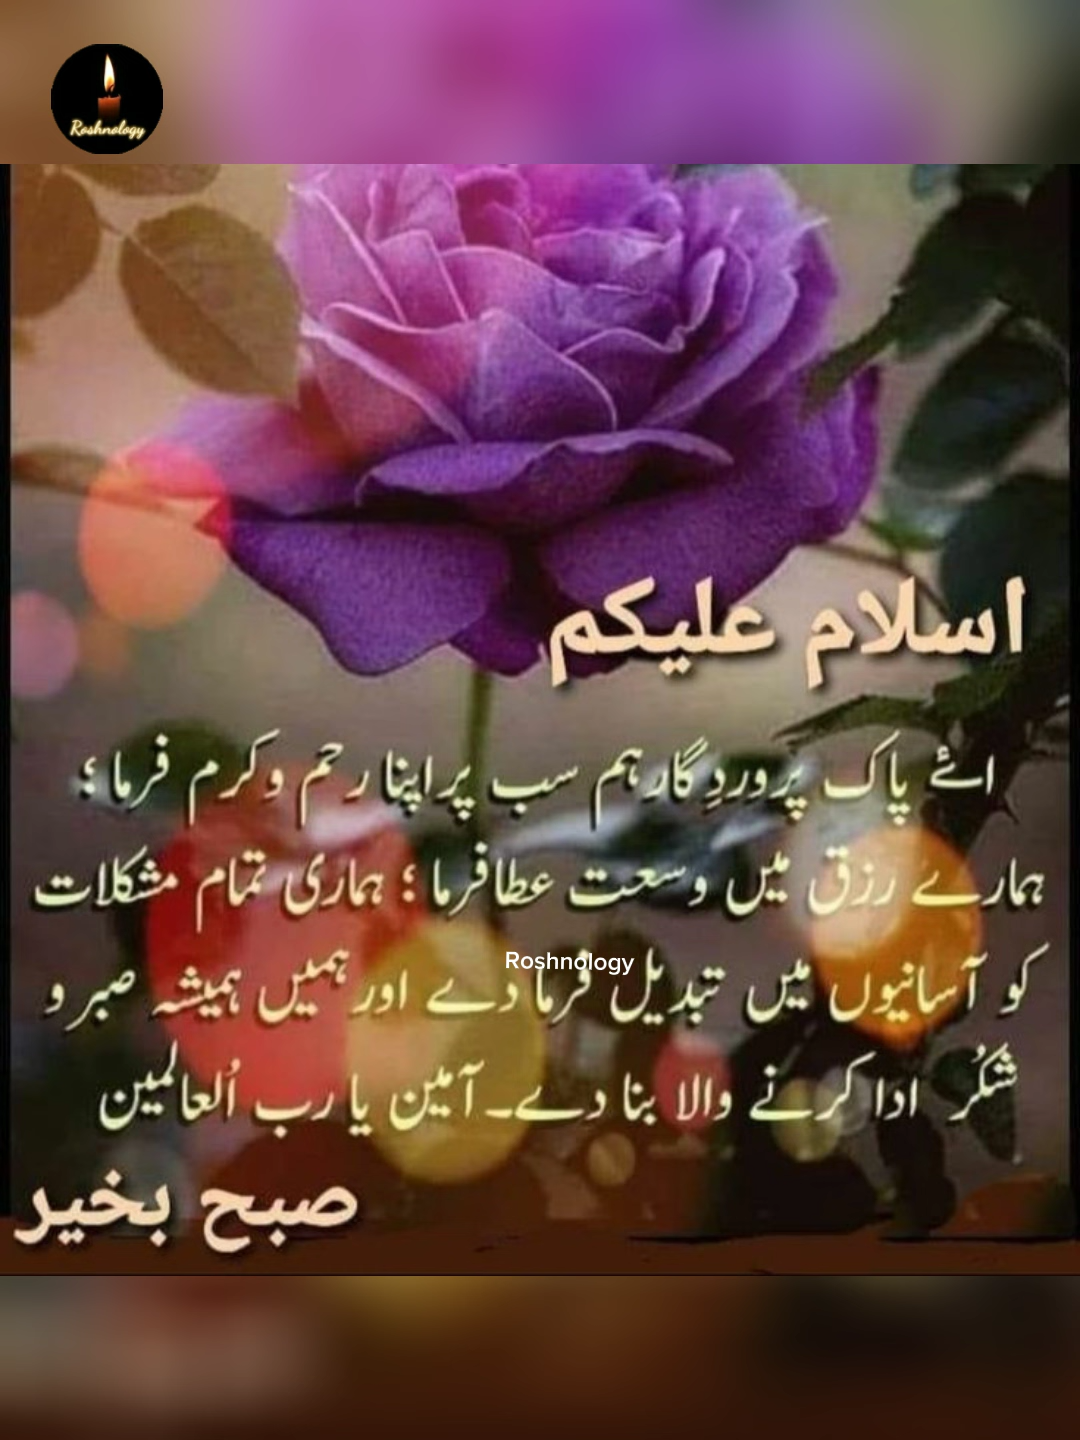 Roshnology
اسلام علیکم
اۓ پاک پروردِگار ہم سب پر اپنا رحم وکرم فرما ؛
ہمارے رزق میں وسعت عطا فرما ؛ ہماری تمام مشکلات
Roshnology
کو آسانیوں میں تبدیل فرما دے اور ہمیں ہمیشہ صبر و
شکُر ادا کرنے والا بنا دے۔ آمین یا رب اُلعالمین
صبح بخیر